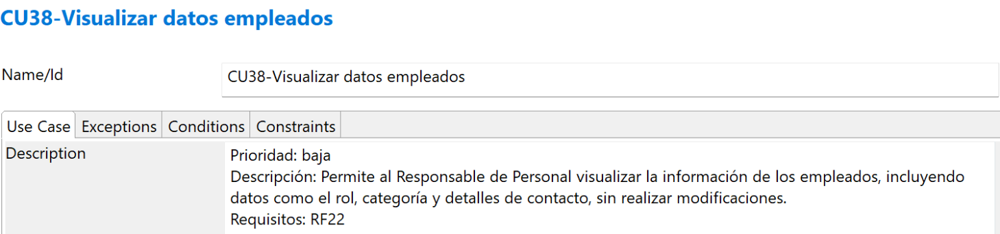 CU38-Visualizar datos empleados
Name/Id
CU38-Visualizar datos empleados
Use Case Exceptions Conditions Constraints
Description
Prioridad: baja
Descripción: Permite al Responsable de Personal visualizar la información de los empleados, incluyendo
datos como el rol, categoría y detalles de contacto, sin realizar modificaciones.
Requisitos: RF22